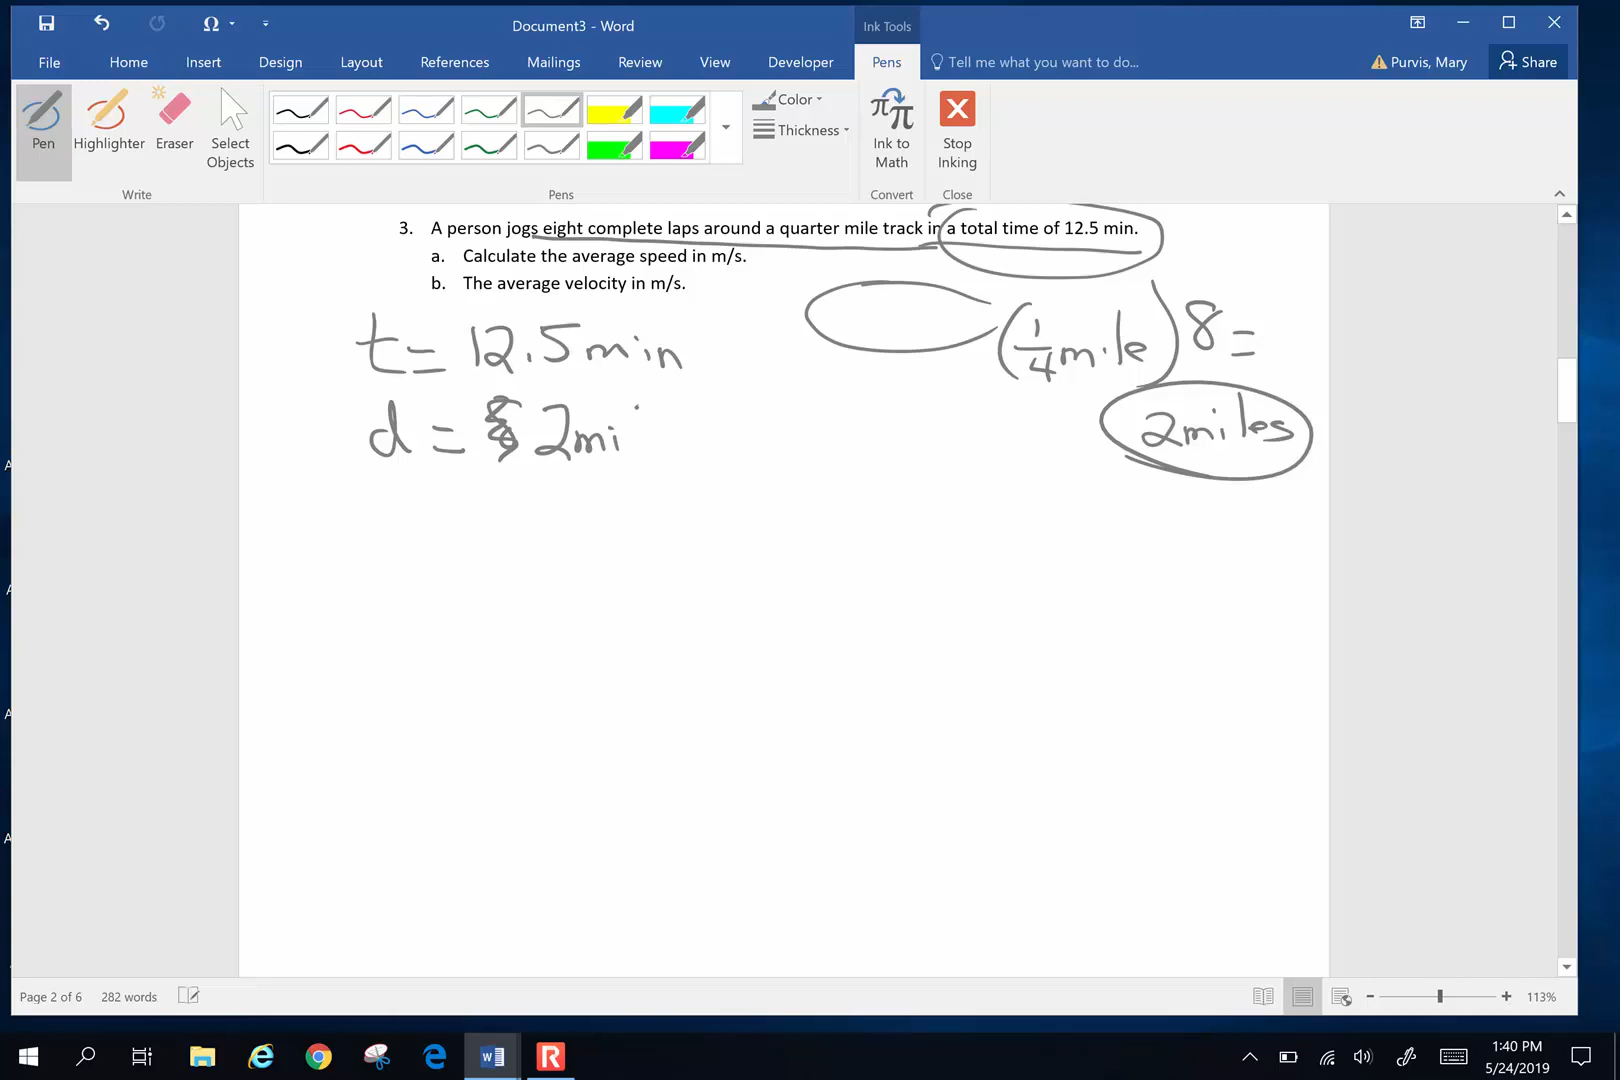 Document3 - Word
Ink Tools
File Home Insert Design Layout References Mailings Review View Developer Pens Tell me what you want to do... Purvis, Mary Share
Pen Highlighter Eraser Select Objects
Color
Thickness
Ink to Math
Stop Inking
Write Pens Convert Close
3. A person jogs eight complete laps around a quarter mile track in a total time of 12.5 min.
a. Calculate the average speed in m/s.
b. The average velocity in m/s.
t = 12.5 min
(1/4 mile) 8 =
d = 2mi
2 miles
Page 2 of 6 282 words
113%
1:40 PM
5/24/2019